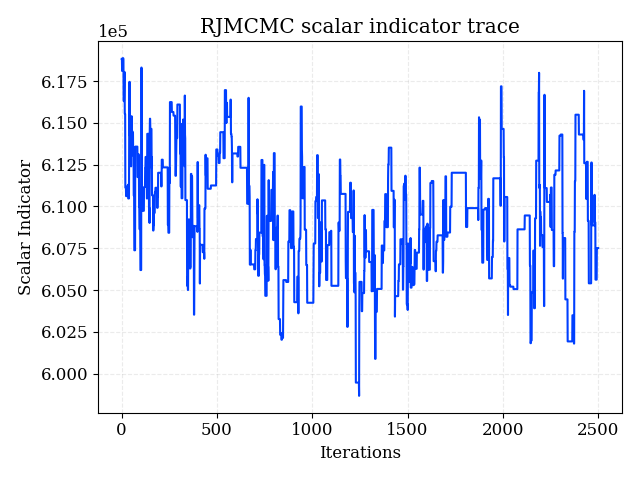 RJMCMC scalar indicator trace
1e5
6.175
6.150
6.125
6.100
6.075
6.050
6.025
6.000
Scalar Indicator
0 500 1000 1500 2000 2500
Iterations